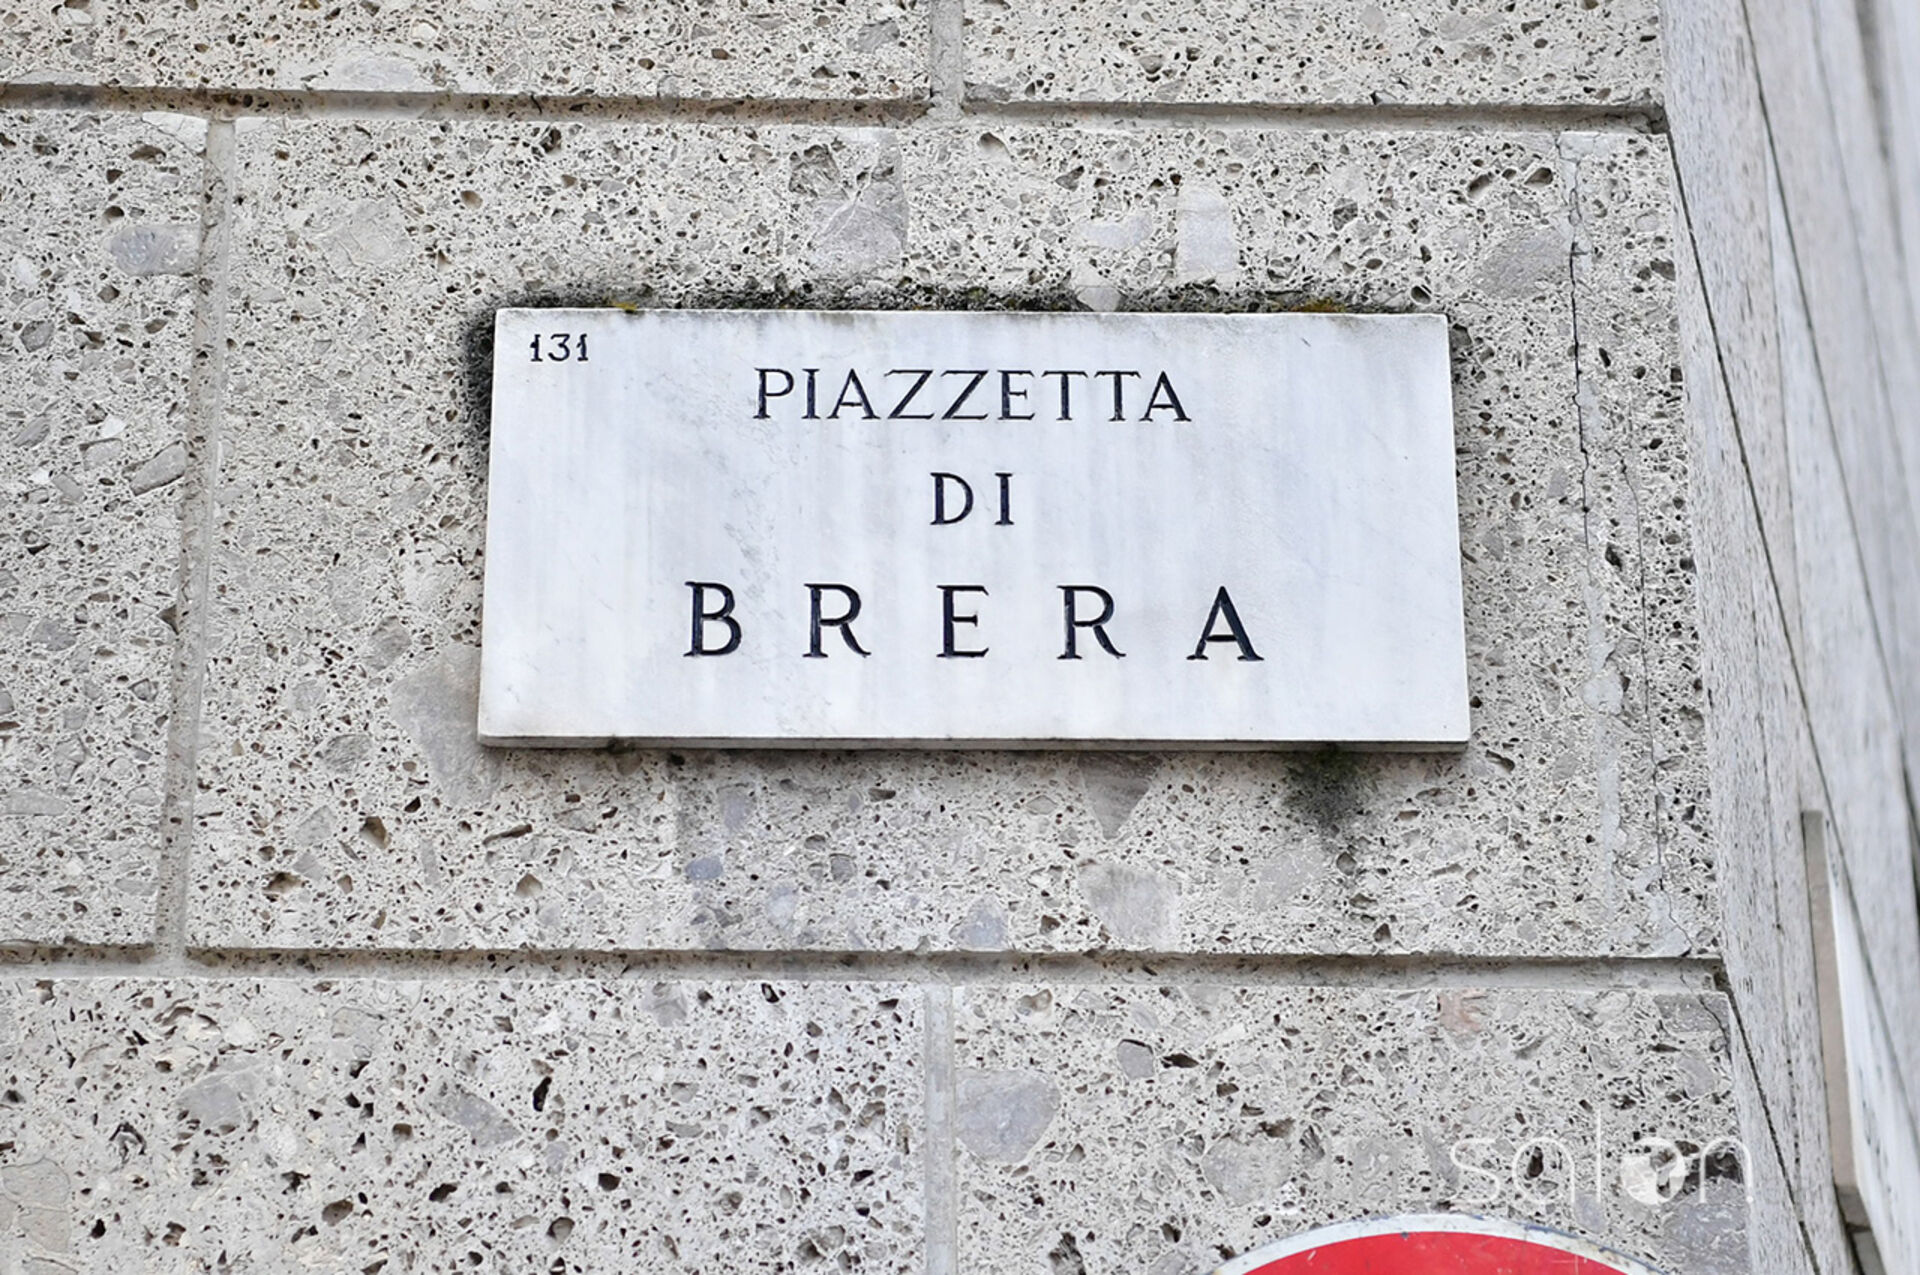 131
PIAZZETTA
DI
BRERA
salon